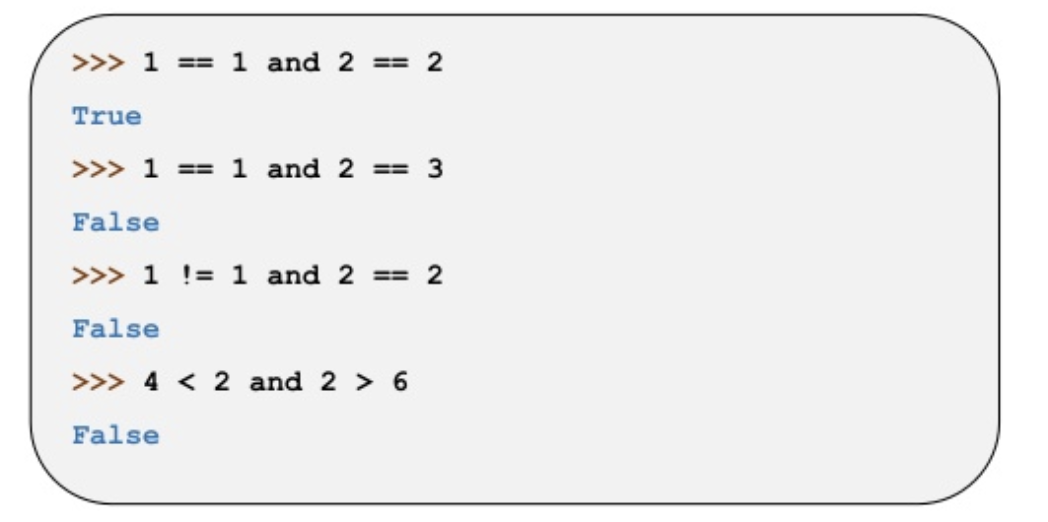 >>> 1 == 1 and 2 == 2
True
>>> 1 == 1 and 2 == 3
False
>>> 1 != 1 and 2 == 2
False
>>> 4 < 2 and 2 > 6
False